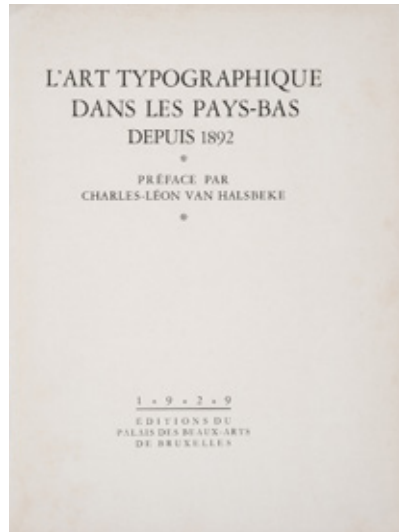 L'ART TYPOGRAPHIQUE
DANS LES PAYS-BAS
DEPUIS 1892
*
PRÉFACE PAR
CHARLES-LÉON VAN HALSBEKE
*
1 • 9 • 2 • 9
ÉDITIONS DU
PALAIS DES BEAUX-ARTS
DE BRUXELLES